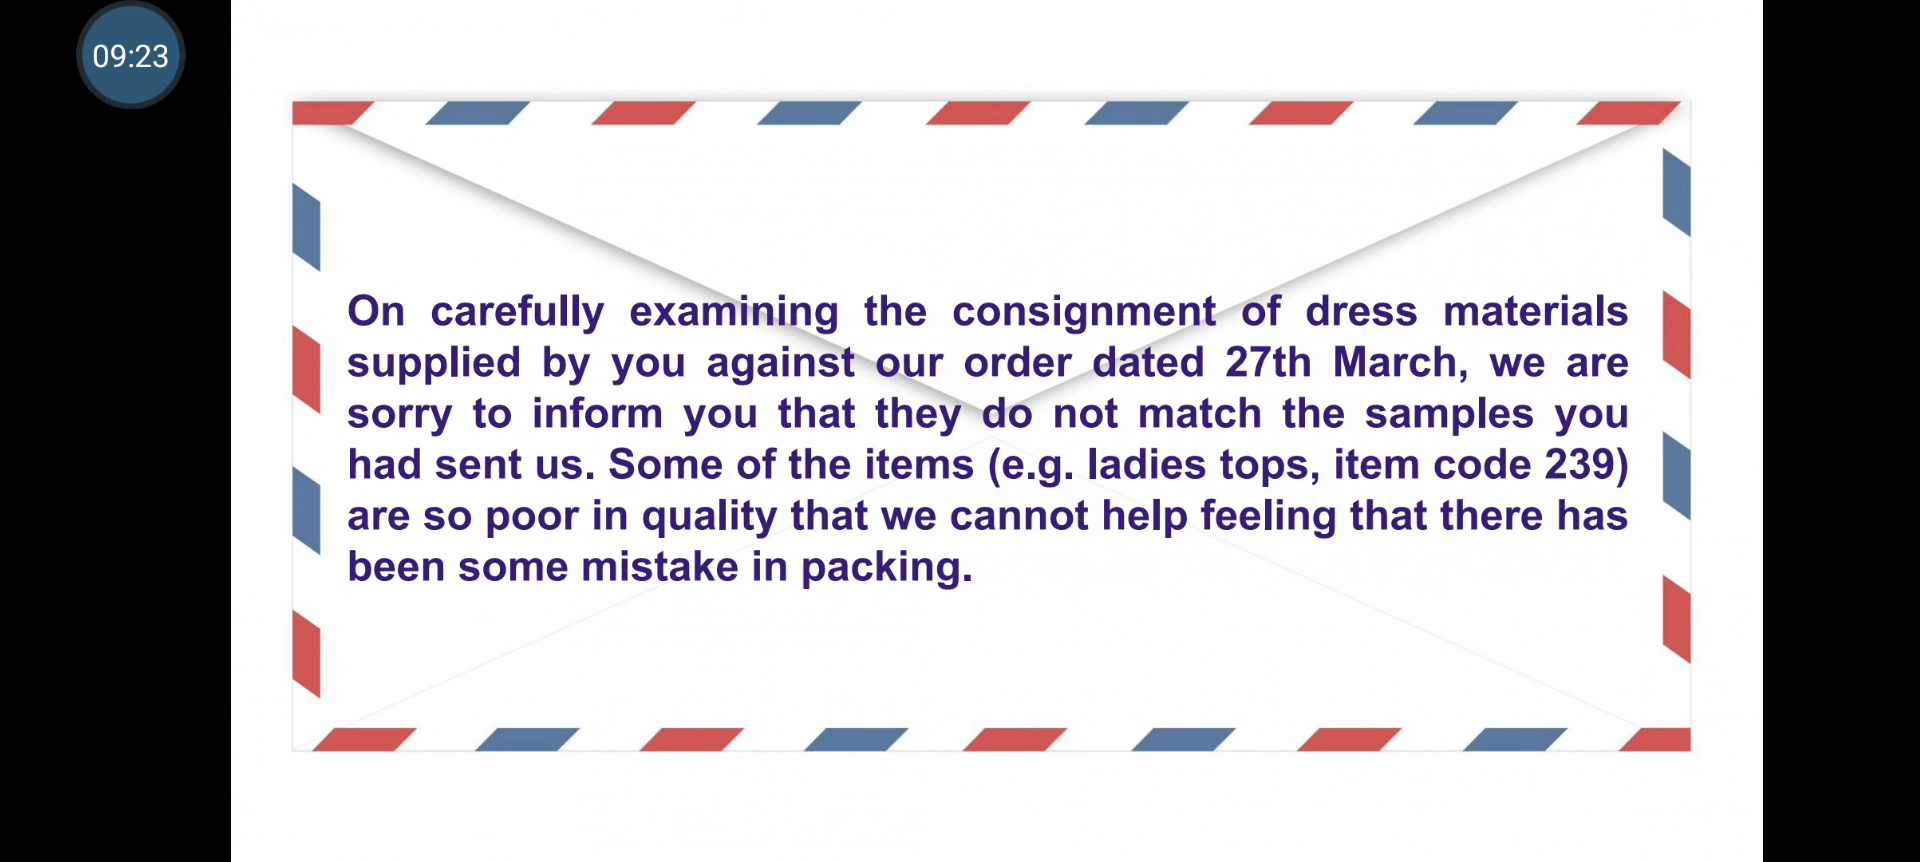 09:23
On carefully examining the consignment of dress materials
supplied by you against our order dated 27th March, we are
sorry to inform you that they do not match the samples you
had sent us. Some of the items (e.g. ladies tops, item code 239)
are so poor in quality that we cannot help feeling that there has
been some mistake in packing.